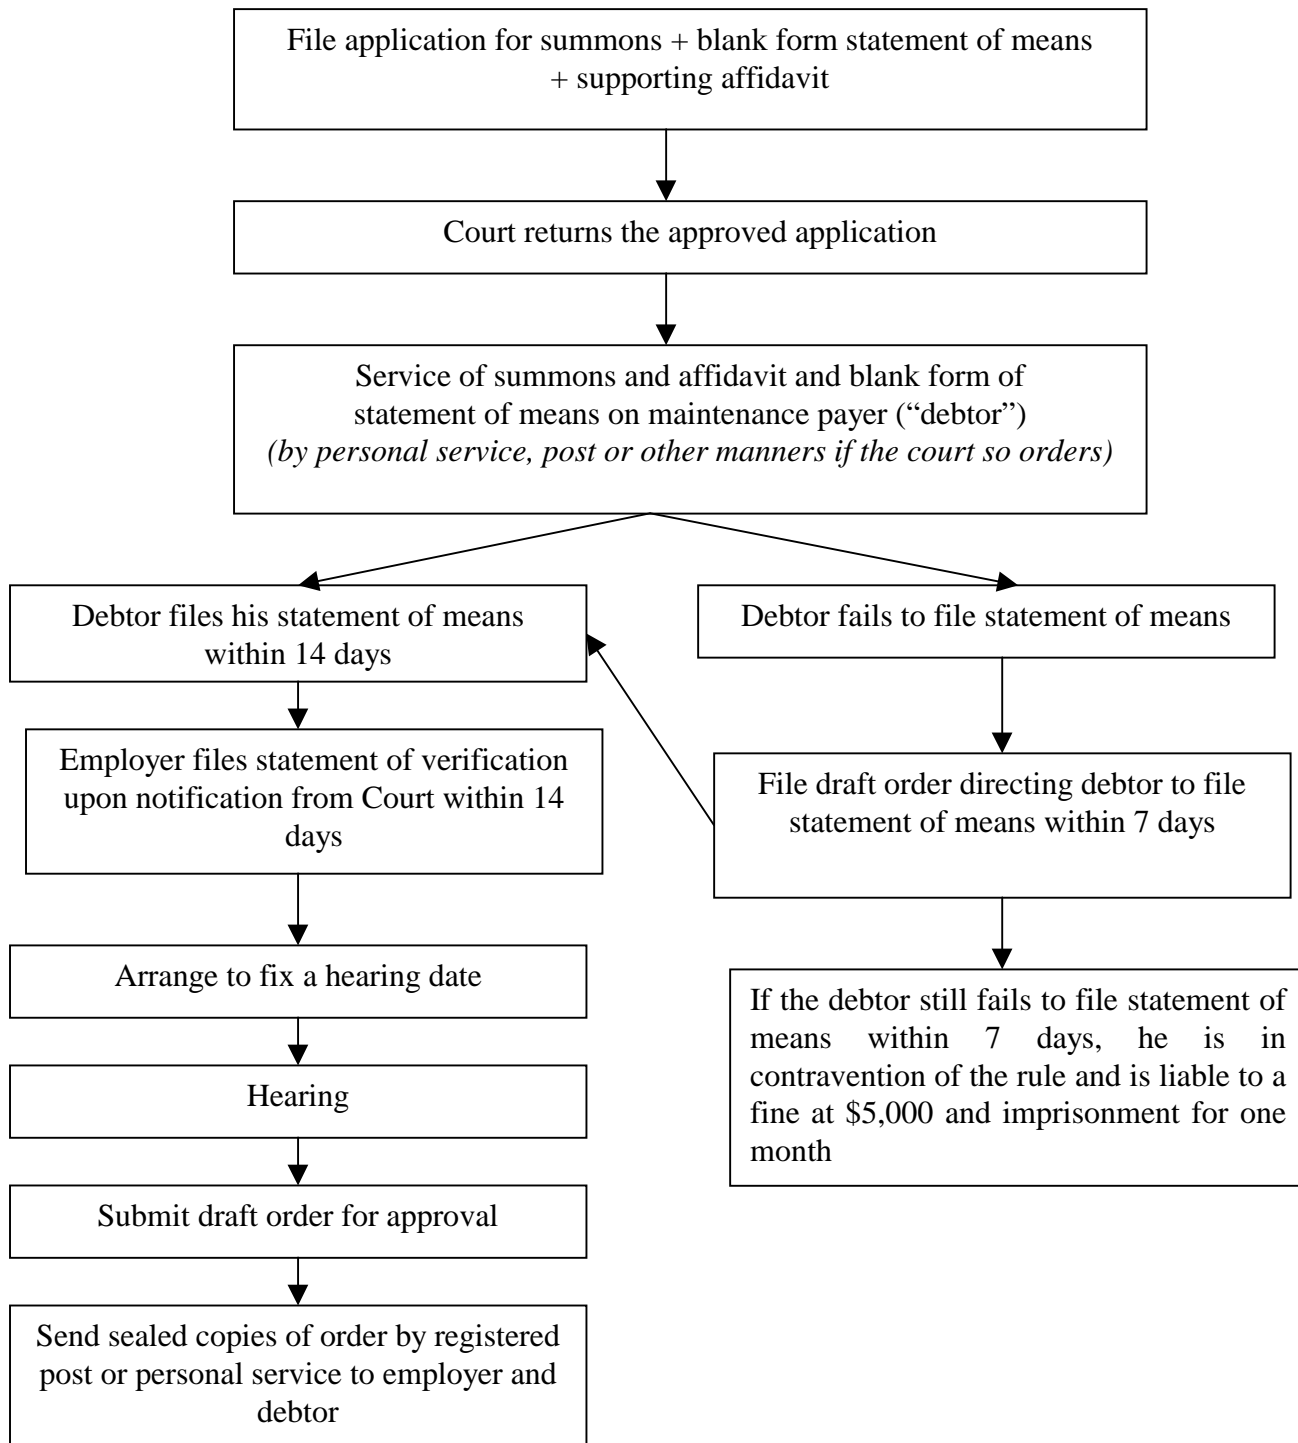 File application for summons + blank form statement of means
+ supporting affidavit
Court returns the approved application
Service of summons and affidavit and blank form of
statement of means on maintenance payer (“debtor”)
(by personal service, post or other manners if the court so orders)
Debtor files his statement of means
within 14 days
Debtor fails to file statement of means
Employer files statement of verification
upon notification from Court within 14
days
File draft order directing debtor to file
statement of means within 7 days
Arrange to fix a hearing date
If the debtor still fails to file statement of
means within 7 days, he is in
contravention of the rule and is liable to a
fine at $5,000 and imprisonment for one
month
Hearing
Submit draft order for approval
Send sealed copies of order by registered
post or personal service to employer and
debtor